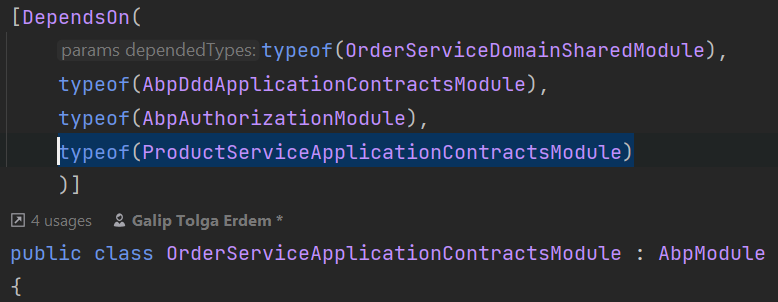 [DependsOn(
params dependedTypes: typeof(OrderServiceDomainSharedModule),
typeof(AbpDddApplicationContractsModule),
typeof(AbpAuthorizationModule),
typeof(ProductServiceApplicationContractsModule)
)]
4 usages Galip Tolga Erdem *
public class OrderServiceApplicationContractsModule : AbpModule
{